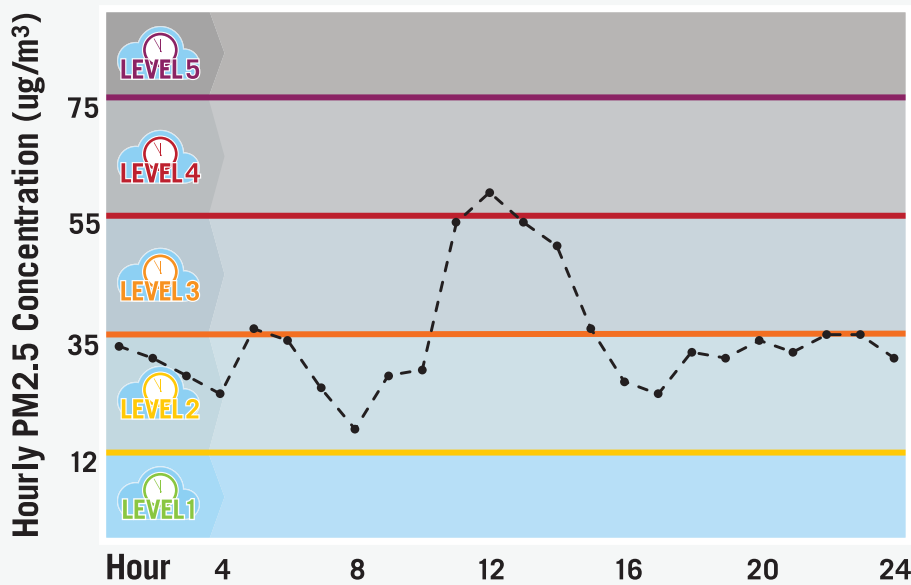 Hourly PM2.5 Concentration (ug/m³)
LEVEL 5
75
LEVEL 4
55
LEVEL 3
35
LEVEL 2
12
LEVEL 1
Hour 4 8 12 16 20 24